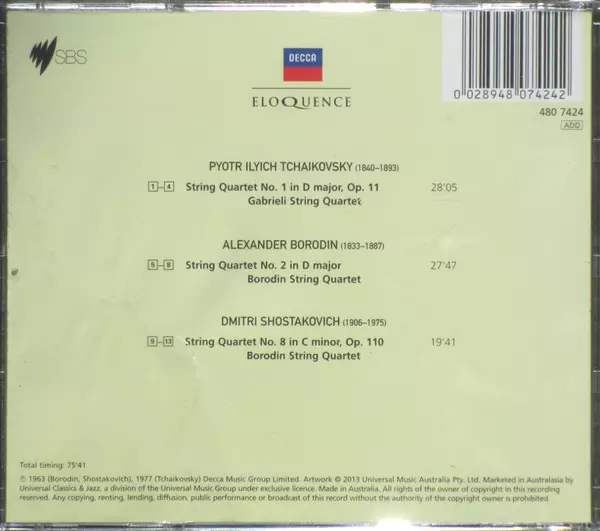 SBS
DECCA
ELOQUENCE
0 028948 074242
480 7424
ADD
PYOTR ILYICH TCHAIKOVSKY (1840–1893)
1–4 String Quartet No. 1 in D major, Op. 11 28'05
Gabrieli String Quartet
ALEXANDER BORODIN (1833–1887)
5–8 String Quartet No. 2 in D major 27'47
Borodin String Quartet
DMITRI SHOSTAKOVICH (1906–1975)
9–13 String Quartet No. 8 in C minor, Op. 110 19'41
Borodin String Quartet
Total timing: 75'41
℗ 1963 (Borodin, Shostakovich), 1977 (Tchaikovsky) Decca Music Group Limited. Artwork © 2013 Universal Music Australia Pty. Ltd. Marketed in Australasia by
Universal Classics & Jazz, a division of the Universal Music Group under exclusive licence. Made in Australia. All rights of the owner of copyright in this recording
reserved. Any copying, renting, lending, diffusion, public performance or broadcast of this record without the authority of the copyright owner is prohibited.